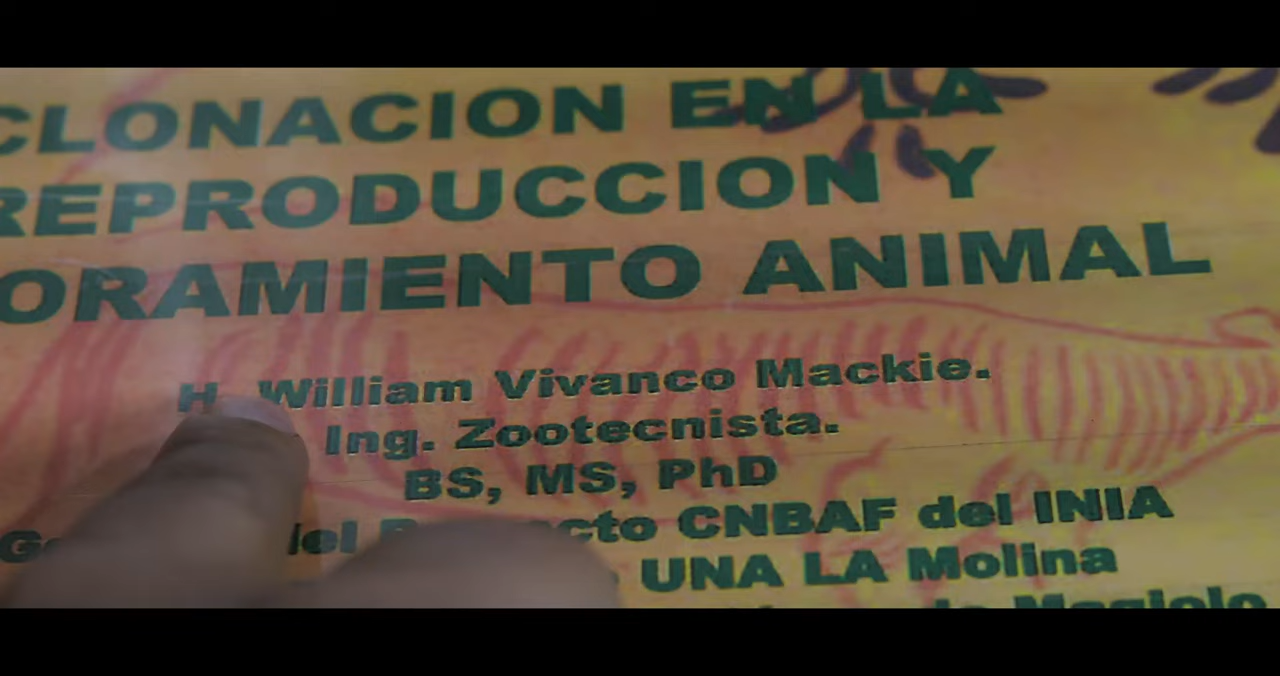 CLONACION EN LA
REPRODUCCION Y
ORAMIENTO ANIMAL
H. William Vivanco Mackie.
Ing. Zootecnista.
BS, MS, PhD
CNBAF del INIA
UNA LA Molina